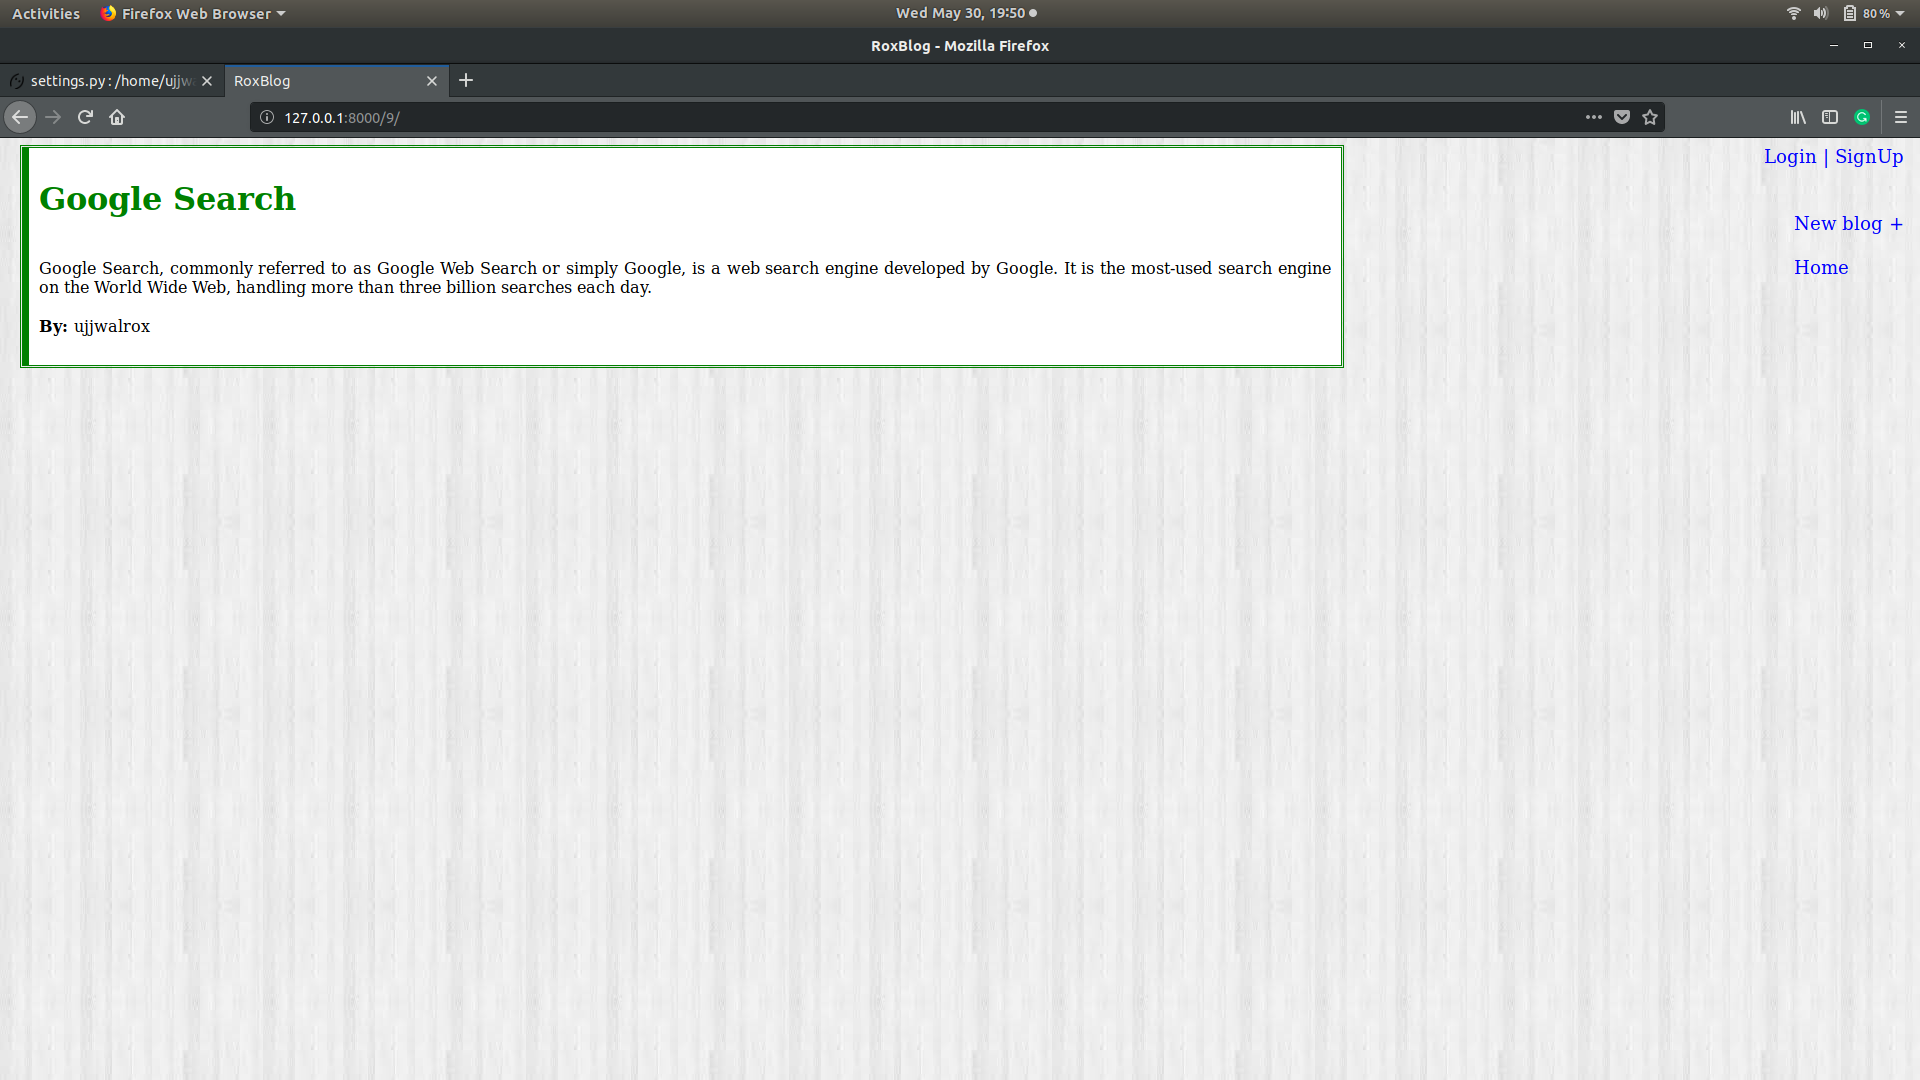 Activities Firefox Web Browser Wed May 30, 19:50 80 %
RoxBlog - Mozilla Firefox
settings.py : /home/ujjw RoxBlog
127.0.0.1:8000/9/
Login | SignUp
Google Search
New blog +
Google Search, commonly referred to as Google Web Search or simply Google, is a web search engine developed by Google. It is the most-used search engine
on the World Wide Web, handling more than three billion searches each day.
Home
By: ujjwalrox